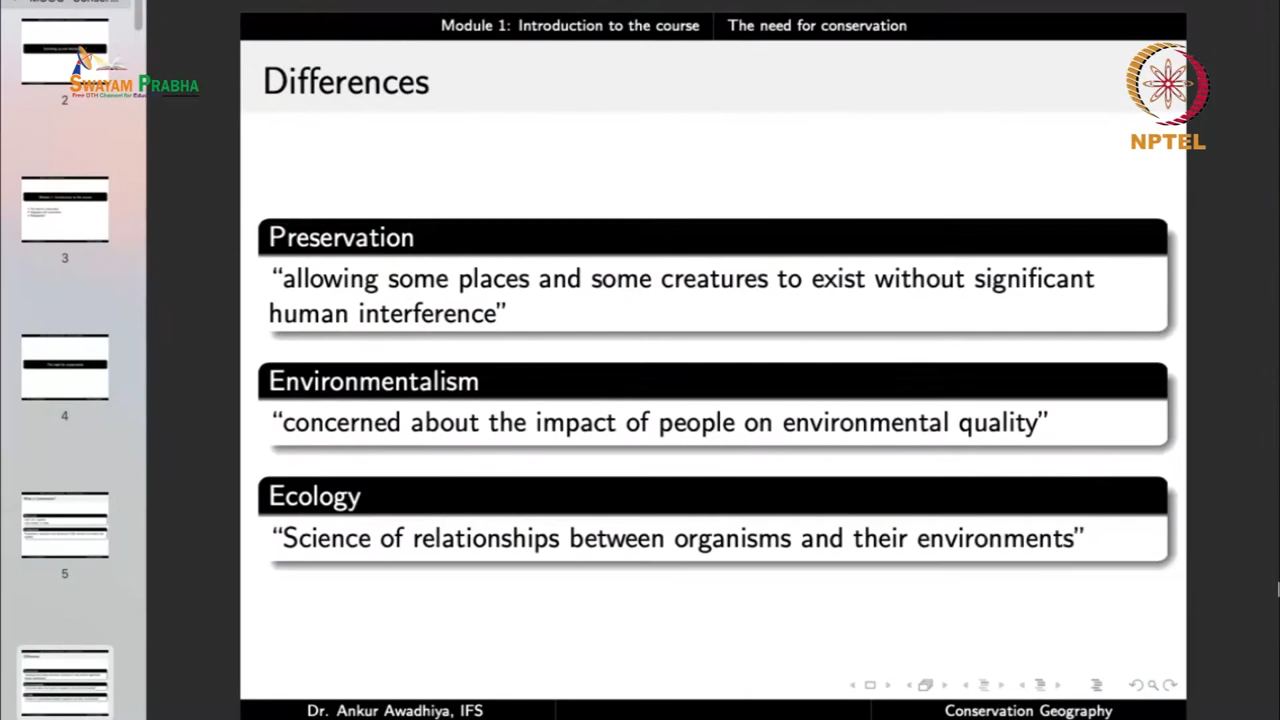 Module 1: Introduction to the course The need for conservation
Differences
SWAYAM PRABHA
NPTEL
2
3
4
5
Preservation
“allowing some places and some creatures to exist without significant
human interference”
Environmentalism
“concerned about the impact of people on environmental quality”
Ecology
“Science of relationships between organisms and their environments”
Dr. Ankur Awadhiya, IFS Conservation Geography